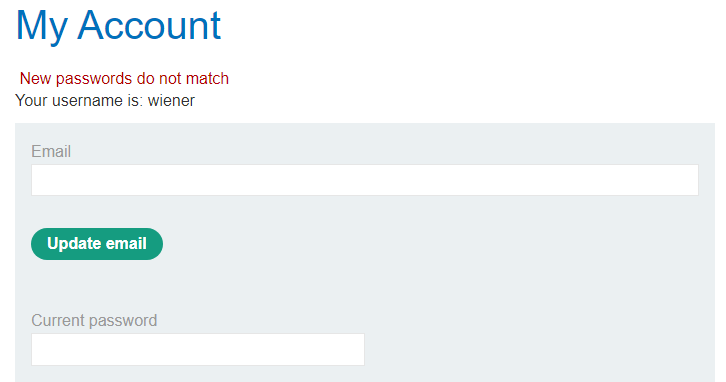 My Account
New passwords do not match
Your username is: wiener
Email
Update email
Current password